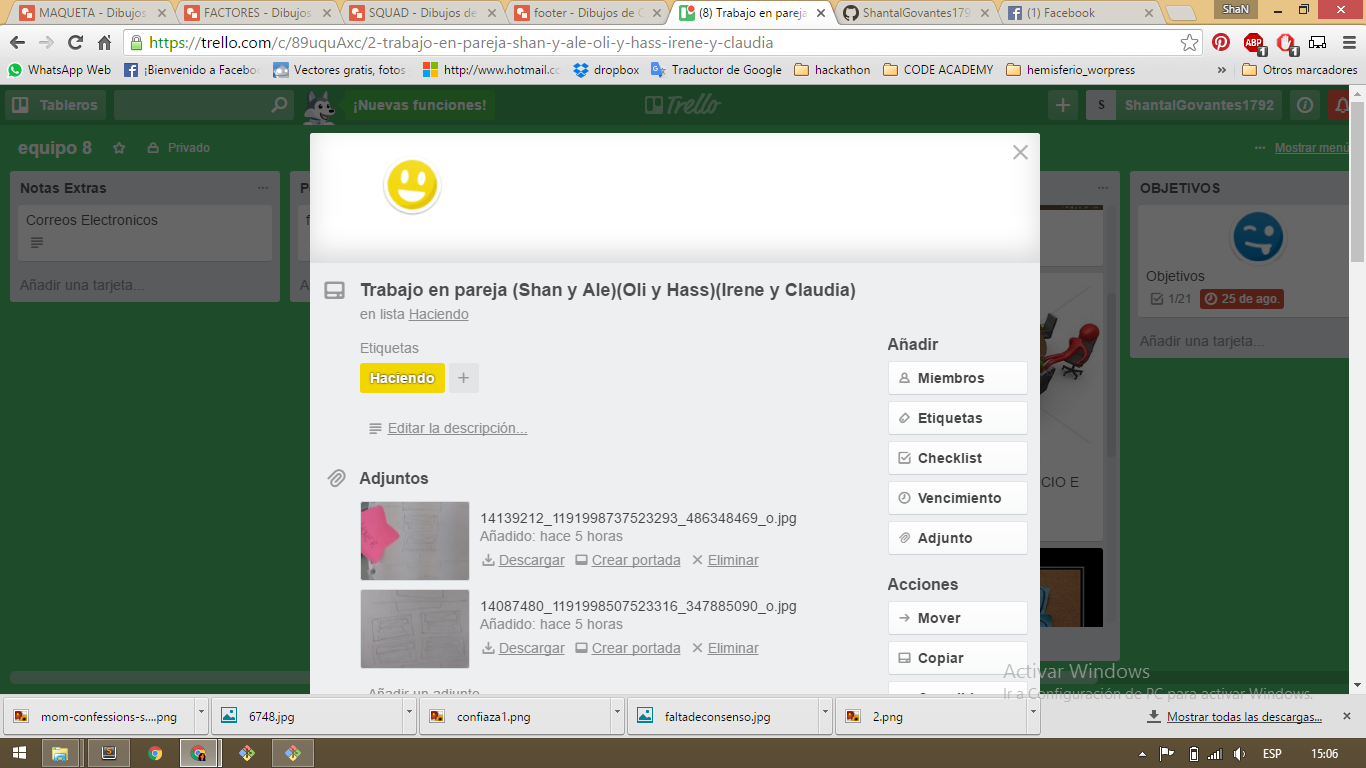 MAQUETA - Dibujos
FACTORES - Dibujos
SQUAD - Dibujos de
footer - Dibujos de G
(8) Trabajo en pareja
ShantalGovantes179
(1) Facebook
ShaN
https://trello.com/c/89uquAxc/2-trabajo-en-pareja-shan-y-ale-oli-y-hass-irene-y-claudia
ABP
1
1
WhatsApp Web
¡Bienvenido a Faceboo
Vectores gratis, fotos
http://www.hotmail.cc
dropbox
Traductor de Google
hackathon
CODE ACADEMY
hemisferio_worpress
»
Otros marcadores
Tableros
¡Nuevas funciones!
Trello
S
ShantalGovantes1792
equipo 8
Privado
... Mostrar menú
Notas Extras
...
Correos Electronicos
Añadir una tarjeta...
...
OBJETIVOS
Objetivos
1/21
25 de ago.
Añadir una tarjeta...
CIO E
Trabajo en pareja (Shan y Ale)(Oli y Hass)(Irene y Claudia)
en lista Haciendo
Etiquetas
Haciendo
+
Editar la descripción...
Adjuntos
14139212_1191998737523293_486348469_o.jpg
Añadido: hace 5 horas
Descargar
Crear portada
Eliminar
14087480_1191998507523316_347885090_o.jpg
Añadido: hace 5 horas
Descargar
Crear portada
Eliminar
Añadir un adjunto
Añadir
Miembros
Etiquetas
Checklist
Vencimiento
Adjunto
Acciones
Mover
Copiar
Activar Windows
Ir a Configuración de PC para activar Windows.
mom-confessions-s....png
6748.jpg
confiaza1.png
faltadeconsenso.jpg
2.png
Mostrar todas las descargas...
ESP
15:06